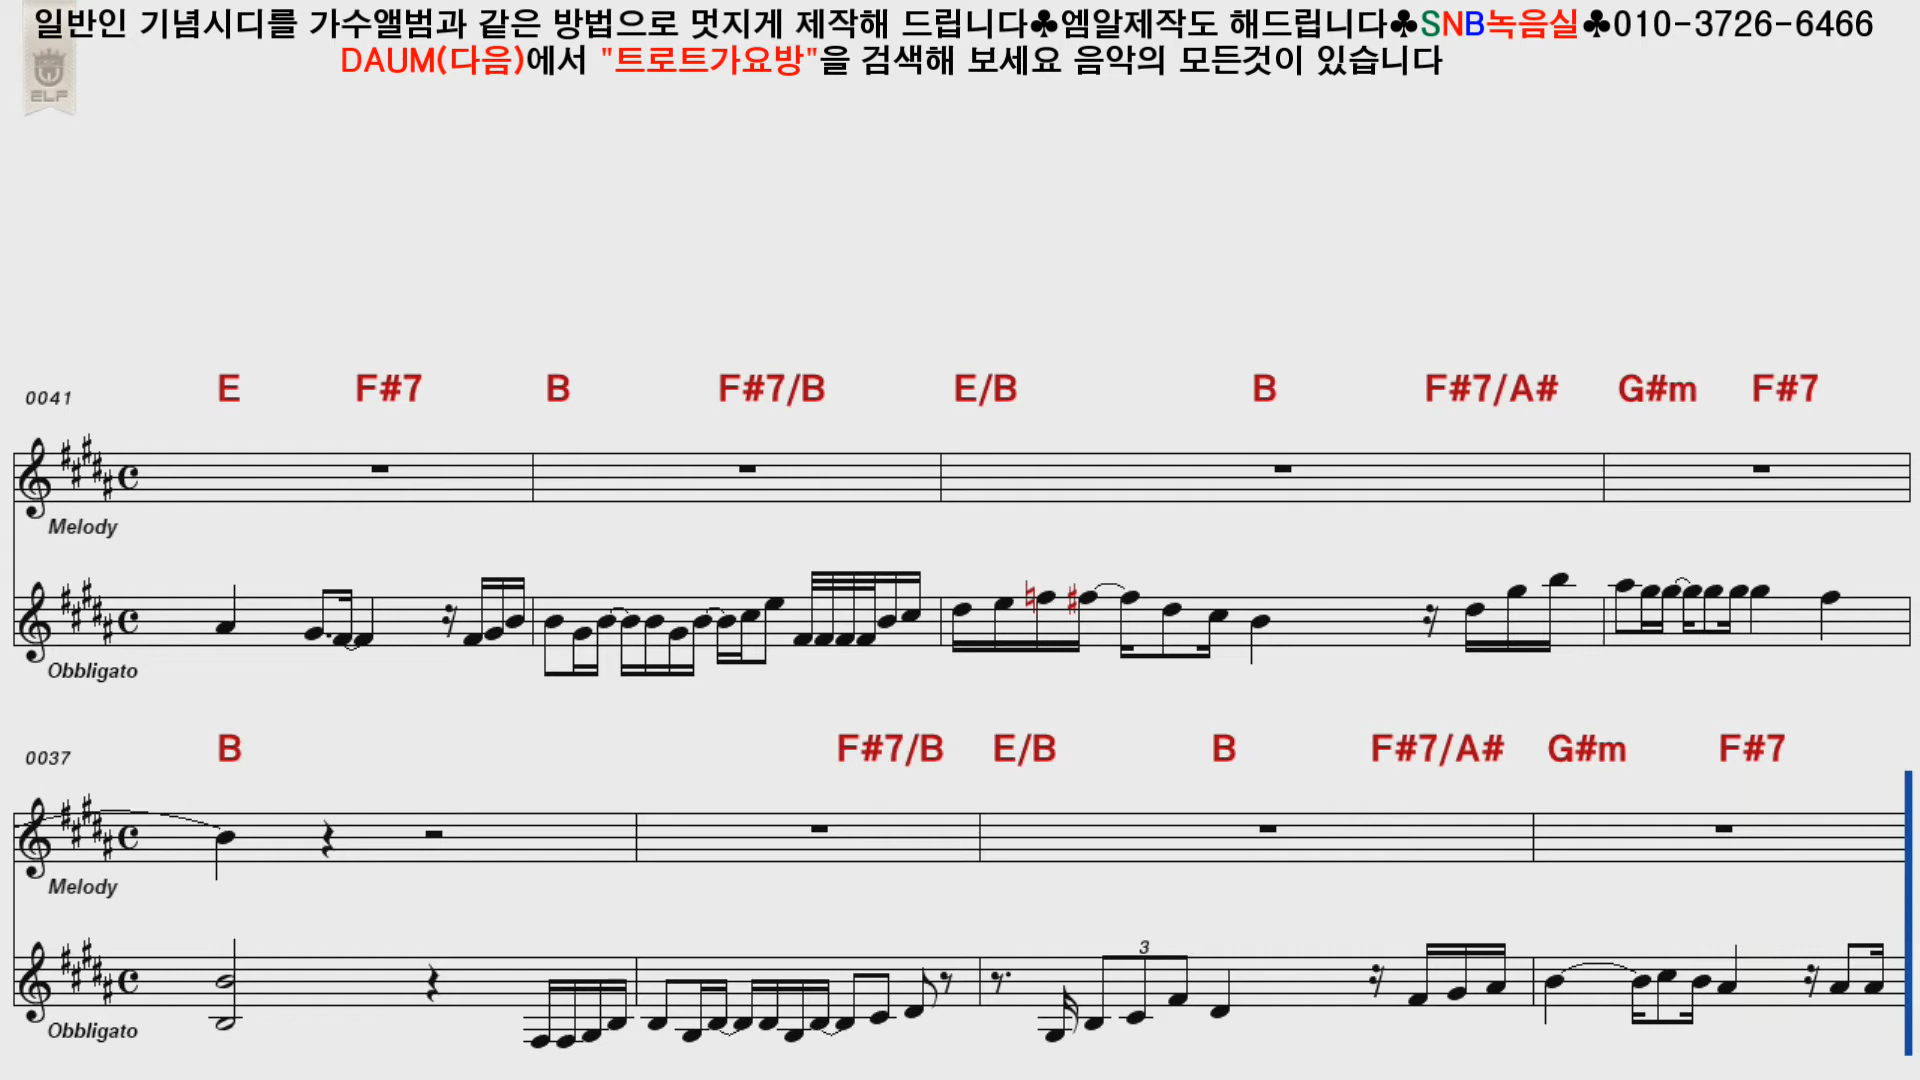 일반인 기념시디를 가수앨범과 같은 방법으로 멋지게 제작해 드립니다♣엠알제작도 해드립니다♣SNB녹음실♣010-3726-6466
DAUM(다음)에서 "트로트가요방"을 검색해 보세요 음악의 모든것이 있습니다
ELF
0041 E F#7 B F#7/B E/B B F#7/A# G#m F#7
Melody
Obbligato
0037 B F#7/B E/B B F#7/A# G#m F#7
Melody
3
Obbligato